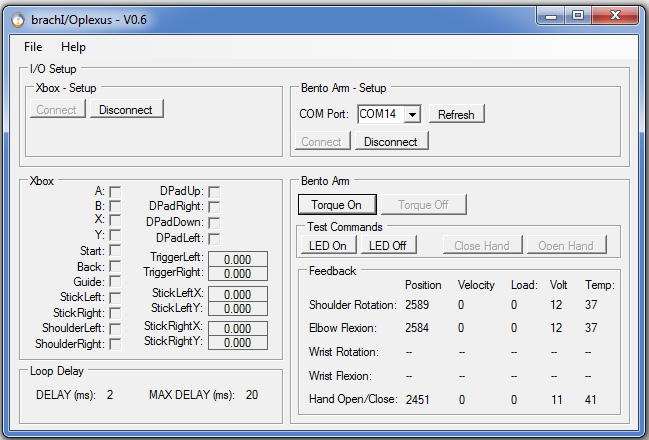 brachI/Oplexus - V0.6
File Help
I/O Setup
Xbox - Setup
Connect Disconnect
Bento Arm - Setup
COM Port: COM14 Refresh
Connect Disconnect
Xbox
A: DPadUp:
B: DPadRight:
X: DPadDown:
Y: DPadLeft:
Start:
Back: TriggerLeft: 0.000
Guide: TriggerRight: 0.000
StickLeft: StickLeftX: 0.000
StickRight: StickLeftY: 0.000
ShoulderLeft: StickRightX: 0.000
ShoulderRight: StickRightY: 0.000
Loop Delay
DELAY (ms): 2 MAX DELAY (ms): 20
Bento Arm
Torque On Torque Off
Test Commands
LED On LED Off Close Hand Open Hand
Feedback
Position Velocity Load: Volt Temp:
Shoulder Rotation: 2589 0 0 12 37
Elbow Flexion: 2584 0 0 12 37
Wrist Rotation: -- -- -- -- --
Wrist Flexion: -- -- -- -- --
Hand Open/Close: 2451 0 0 11 41